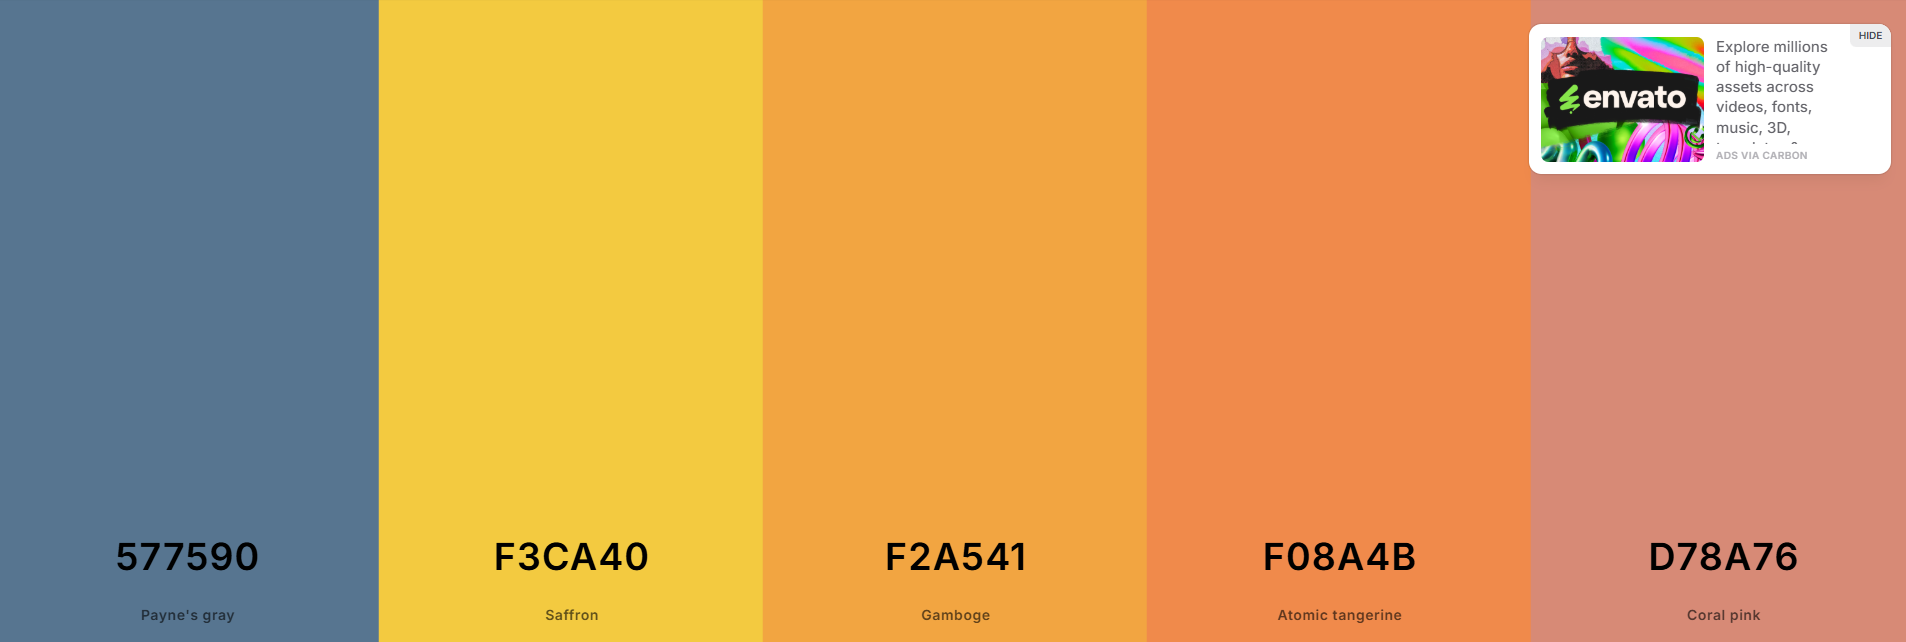 HIDE
envato
Explore millions
of high-quality
assets across
videos, fonts,
music, 3D,
ADS VIA CARBON
577590
F3CA40
F2A541
F08A4B
D78A76
Payne's gray
Saffron
Gamboge
Atomic tangerine
Coral pink